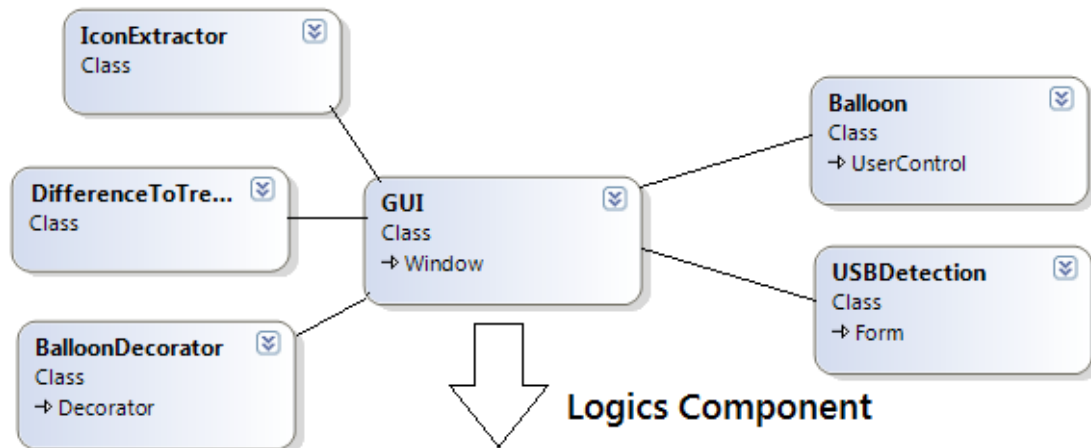 IconExtractor
Class
DifferenceToTre...
Class
BalloonDecorator
Class
Decorator
GUI
Class
Window
Balloon
Class
UserControl
USBDetection
Class
Form
Logics Component